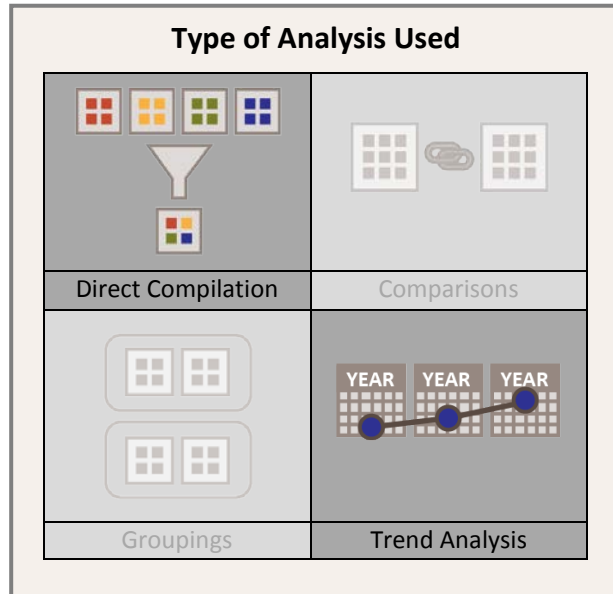 Type of Analysis Used
Direct Compilation
Comparisons
YEAR YEAR YEAR
Groupings
Trend Analysis